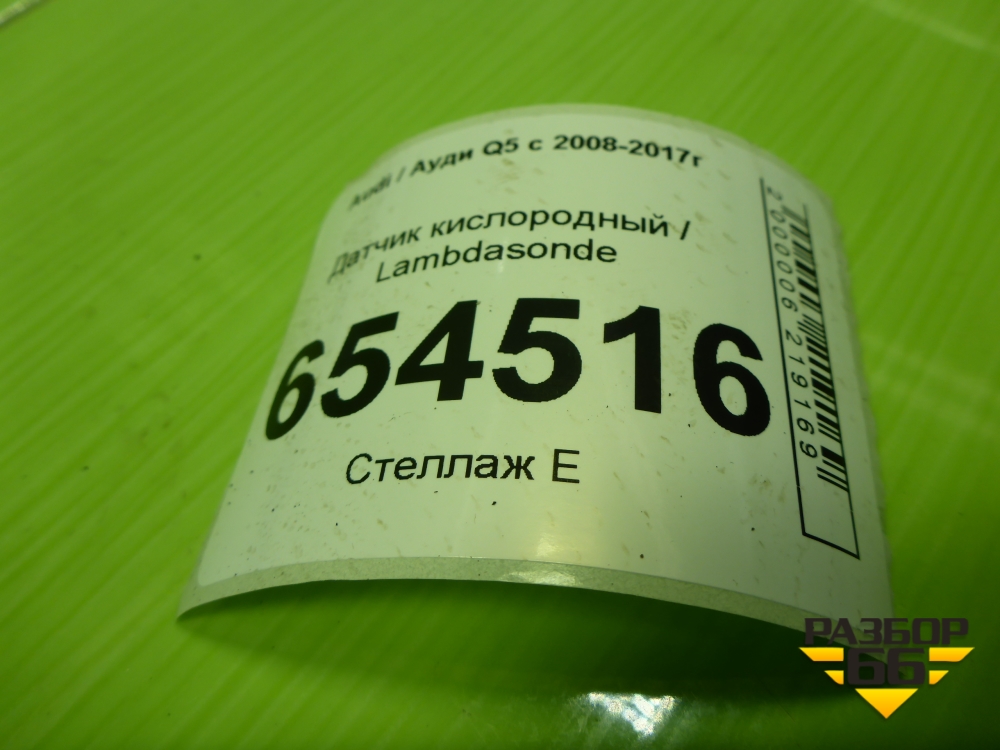 Audi / Ауди Q5 с 2008-2017г
Датчик кислородный /
Lambdasonde
654516
Стеллаж Е
2000006219169
РАЗБОР
66